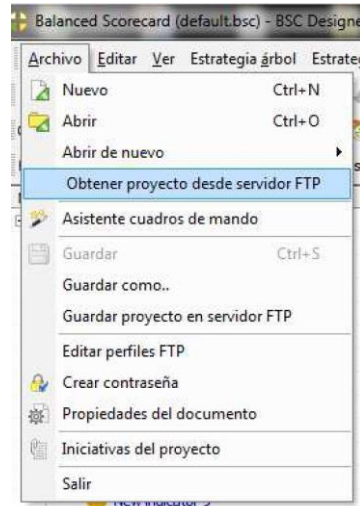 Balanced Scorecard (default.bsc) - BSC Designe
Archivo Editar Ver Estrategia árbol Estrate
Nuevo Ctrl+N
Abrir Ctrl+O
Abrir de nuevo
Obtener proyecto desde servidor FTP
Asistente cuadros de mando
Guardar Ctrl+S
Guardar como..
Guardar proyecto en servidor FTP
Editar perfiles FTP
Crear contraseña
Propiedades del documento
Iniciativas del proyecto
Salir